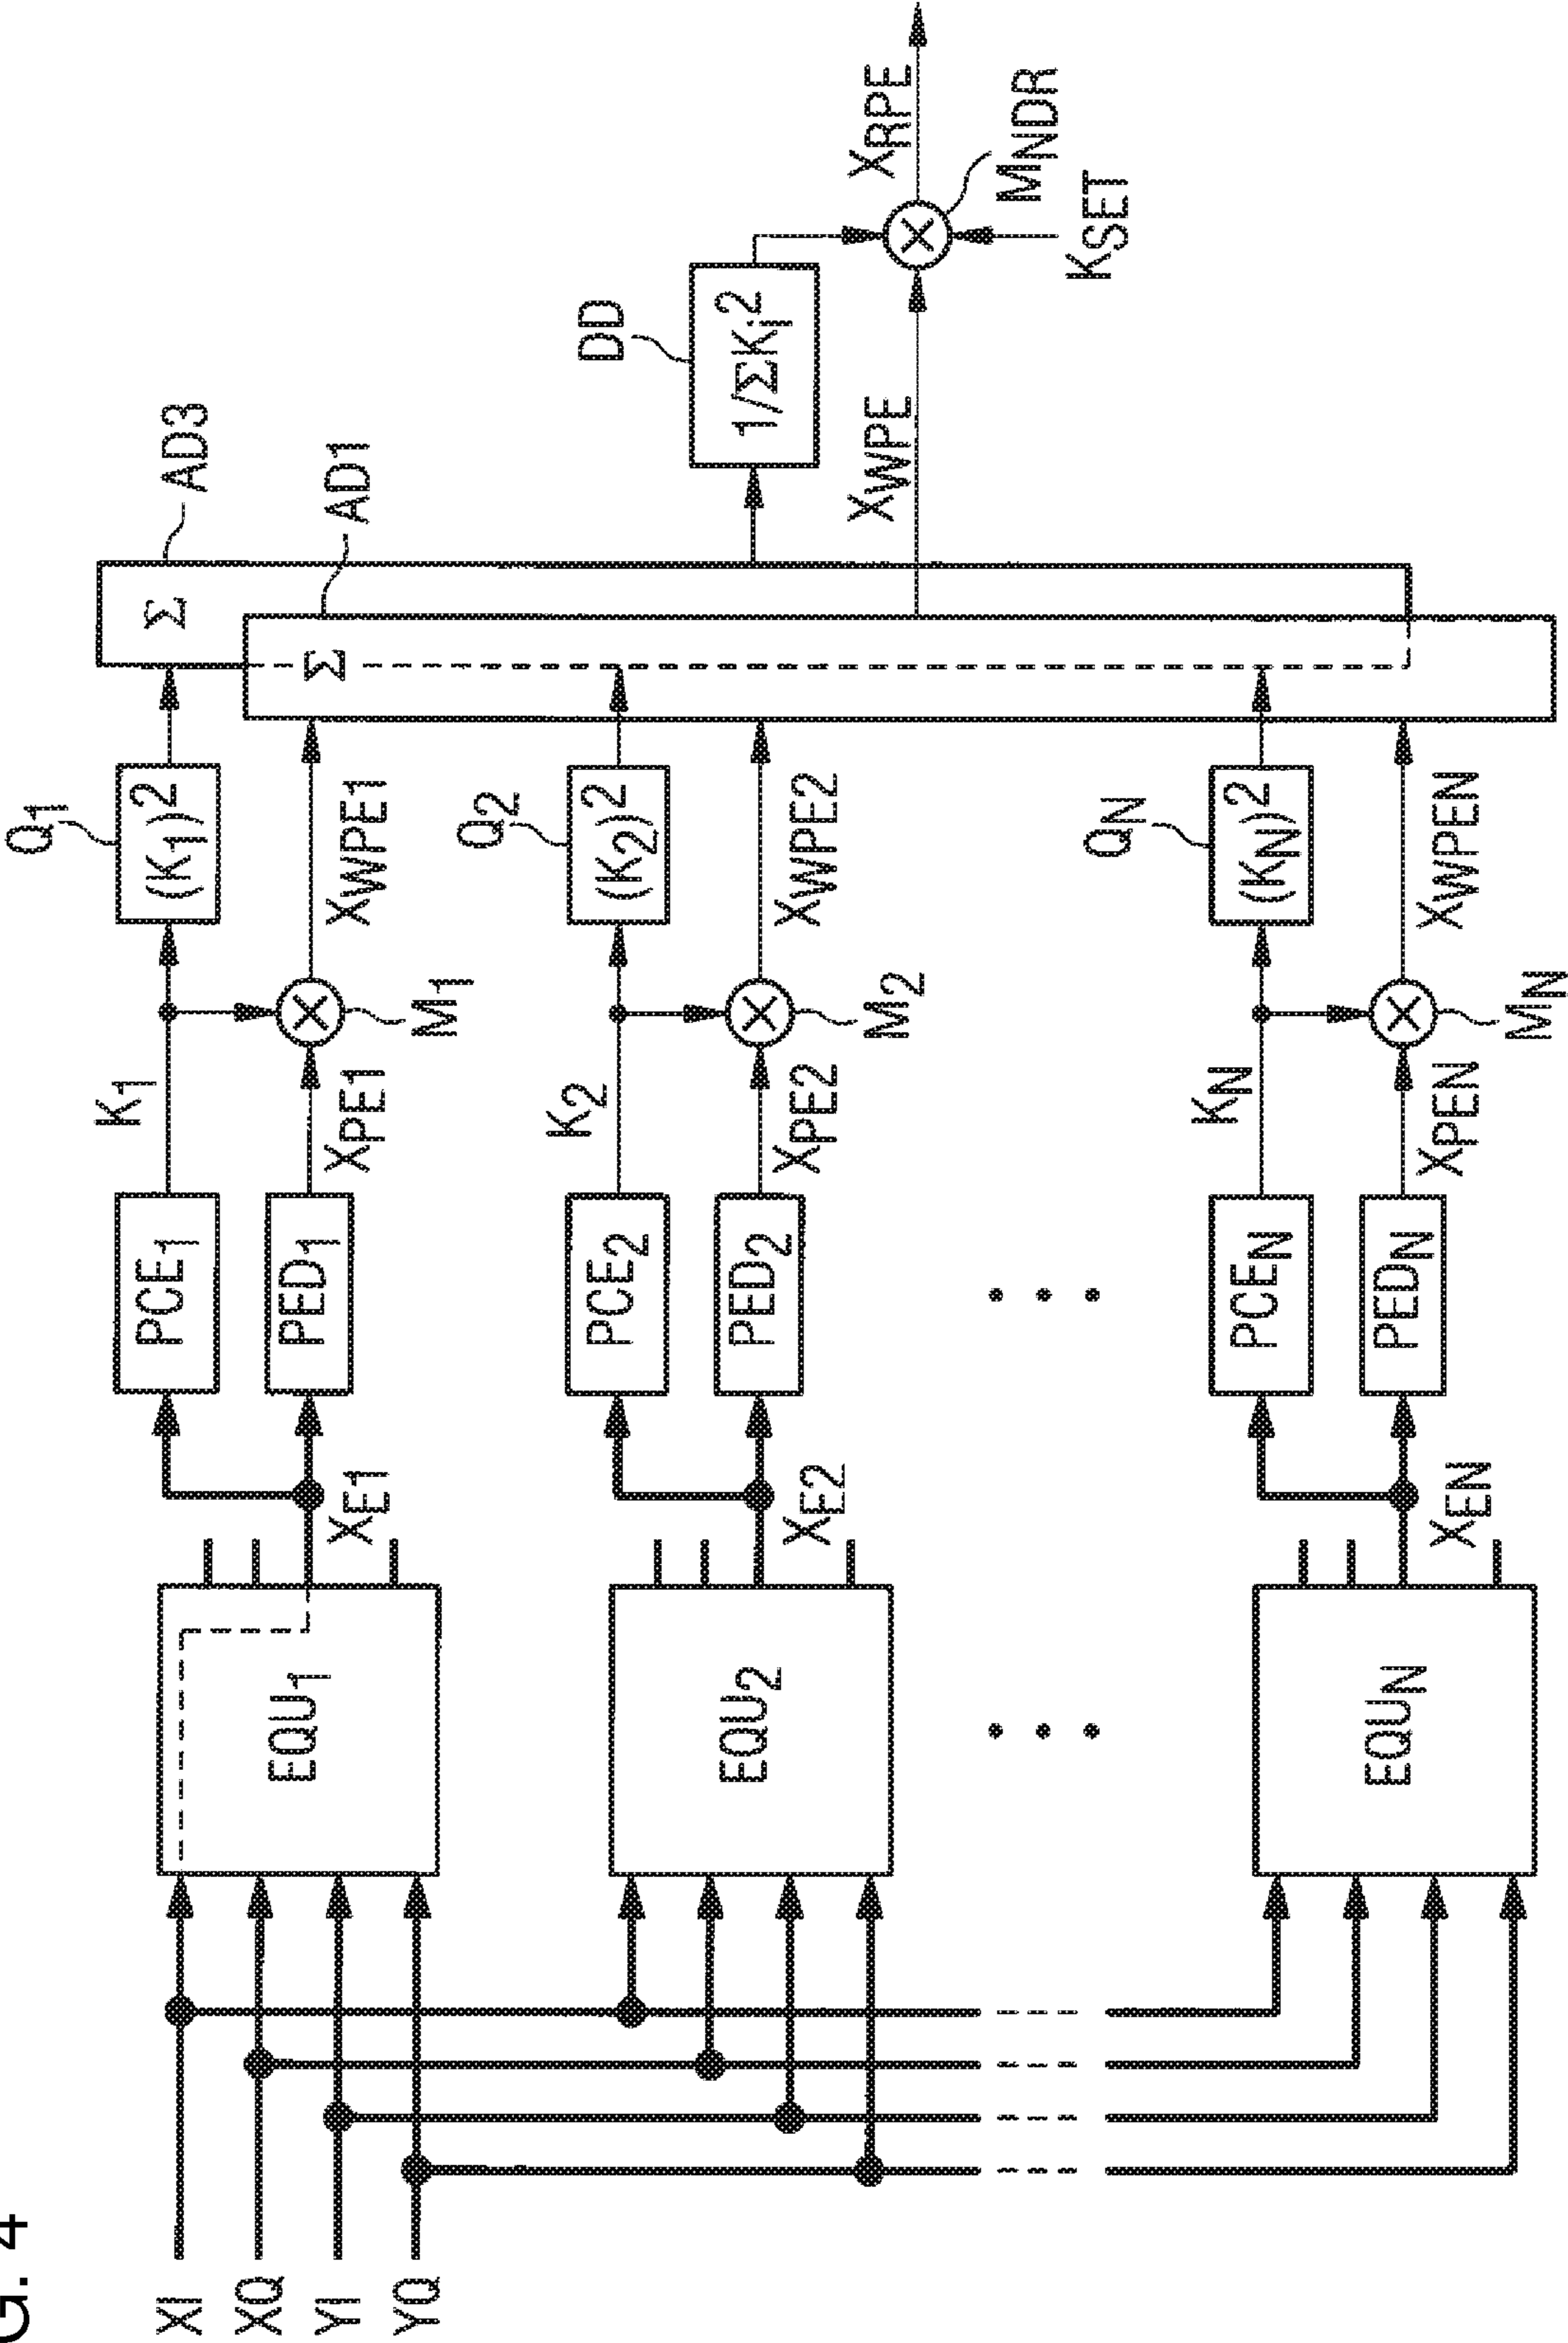 G. 4
XI
XQ
YI
YQ
EQU1
XE1
PCE1
PED1
K1
XPE1
M1
Q1
(K1)2
XWPE1
EQU2
XE2
PCE2
PED2
K2
XPE2
M2
Q2
(K2)2
XWPE2
EQUN
XEN
PCEN
PEDN
KN
XPEN
MN
QN
(KN)2
XWPEN
Σ
AD3
Σ
AD1
DD
1/ΣKi2
XWPE
XRPE
MNDR
KSET